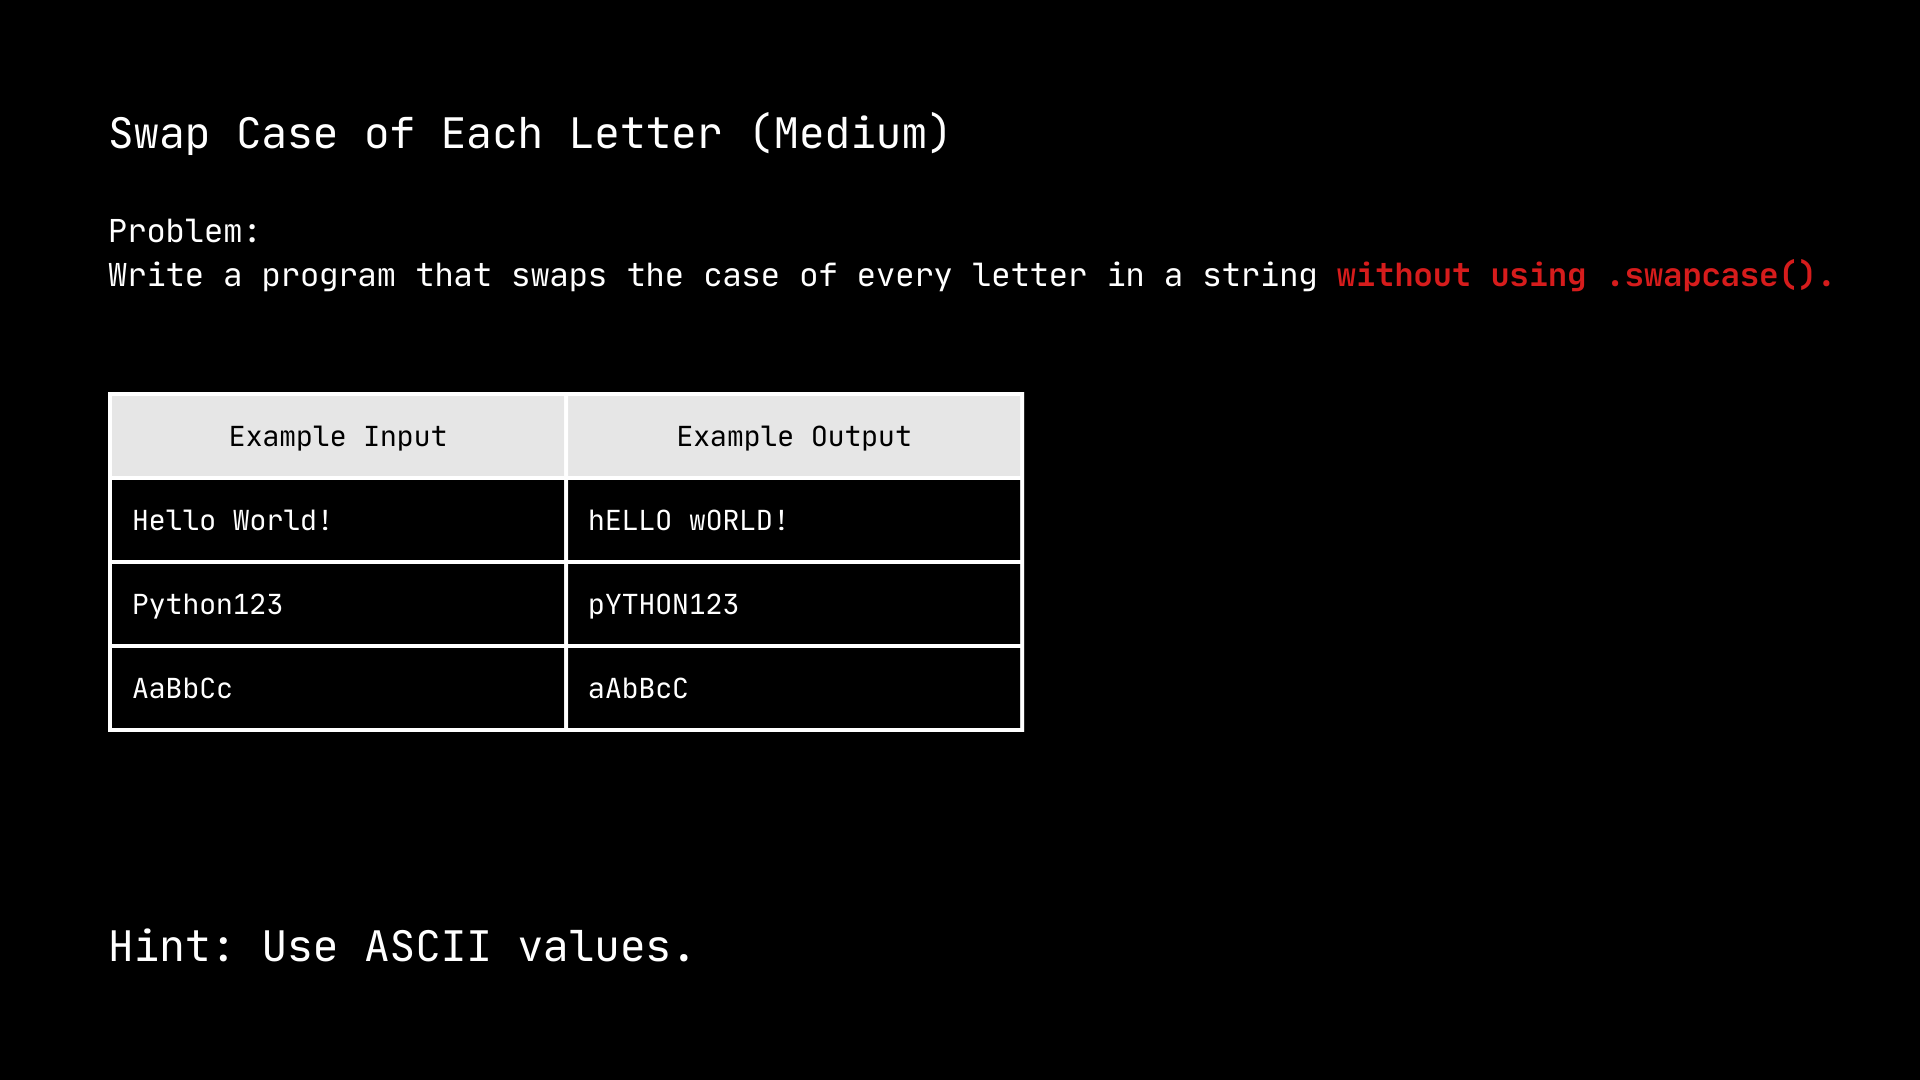 Swap Case of Each Letter (Medium)
Problem:
Write a program that swaps the case of every letter in a string without using .swapcase().
Example Input
Example Output
Hello World!
hELLO wORLD!
Python123
pYTHON123
AaBbCc
aAbBcC
Hint: Use ASCII values.